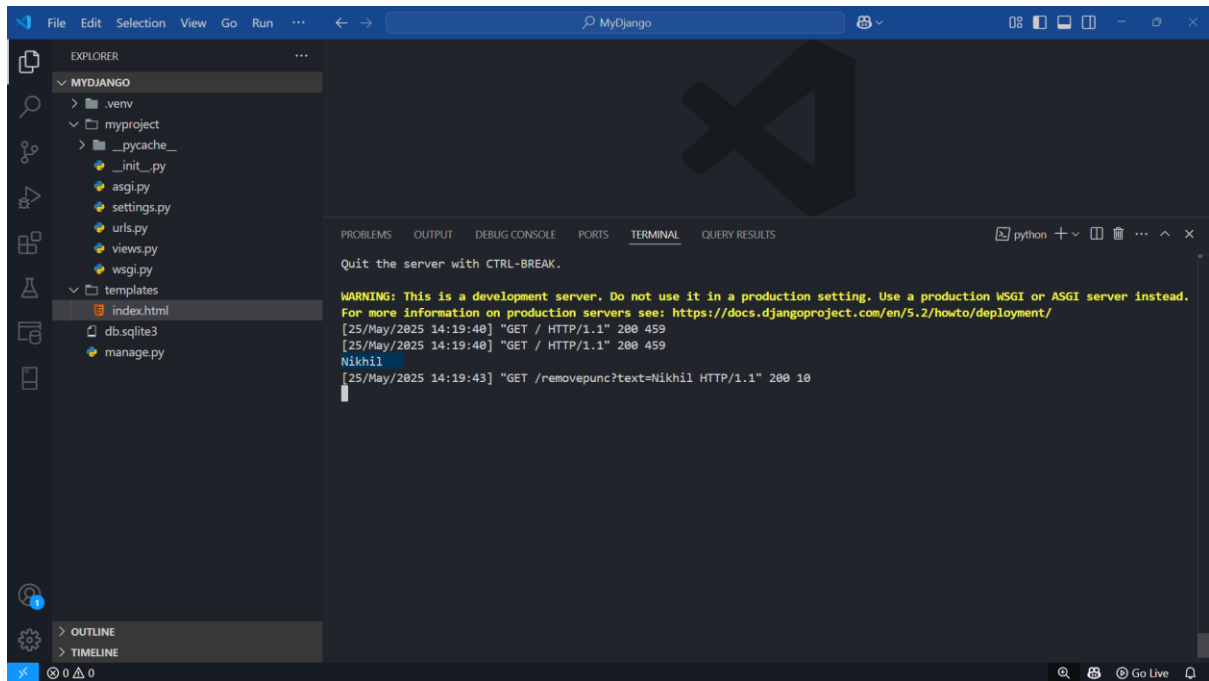 File Edit Selection View Go Run ··· MyDjango
EXPLORER ···
MYDJANGO
.venv
myproject
__pycache__
__init__.py
asgi.py
settings.py
urls.py
views.py
wsgi.py
templates
index.html
db.sqlite3
manage.py
OUTLINE
TIMELINE
PROBLEMS OUTPUT DEBUG CONSOLE PORTS TERMINAL QUERY RESULTS python
Quit the server with CTRL-BREAK.
WARNING: This is a development server. Do not use it in a production setting. Use a production WSGI or ASGI server instead.
For more information on production servers see: https://docs.djangoproject.com/en/5.2/howto/deployment/
[25/May/2025 14:19:40] "GET / HTTP/1.1" 200 459
[25/May/2025 14:19:40] "GET / HTTP/1.1" 200 459
Nikhil
[25/May/2025 14:19:43] "GET /removepunc?text=Nikhil HTTP/1.1" 200 10
1
0 0 Go Live